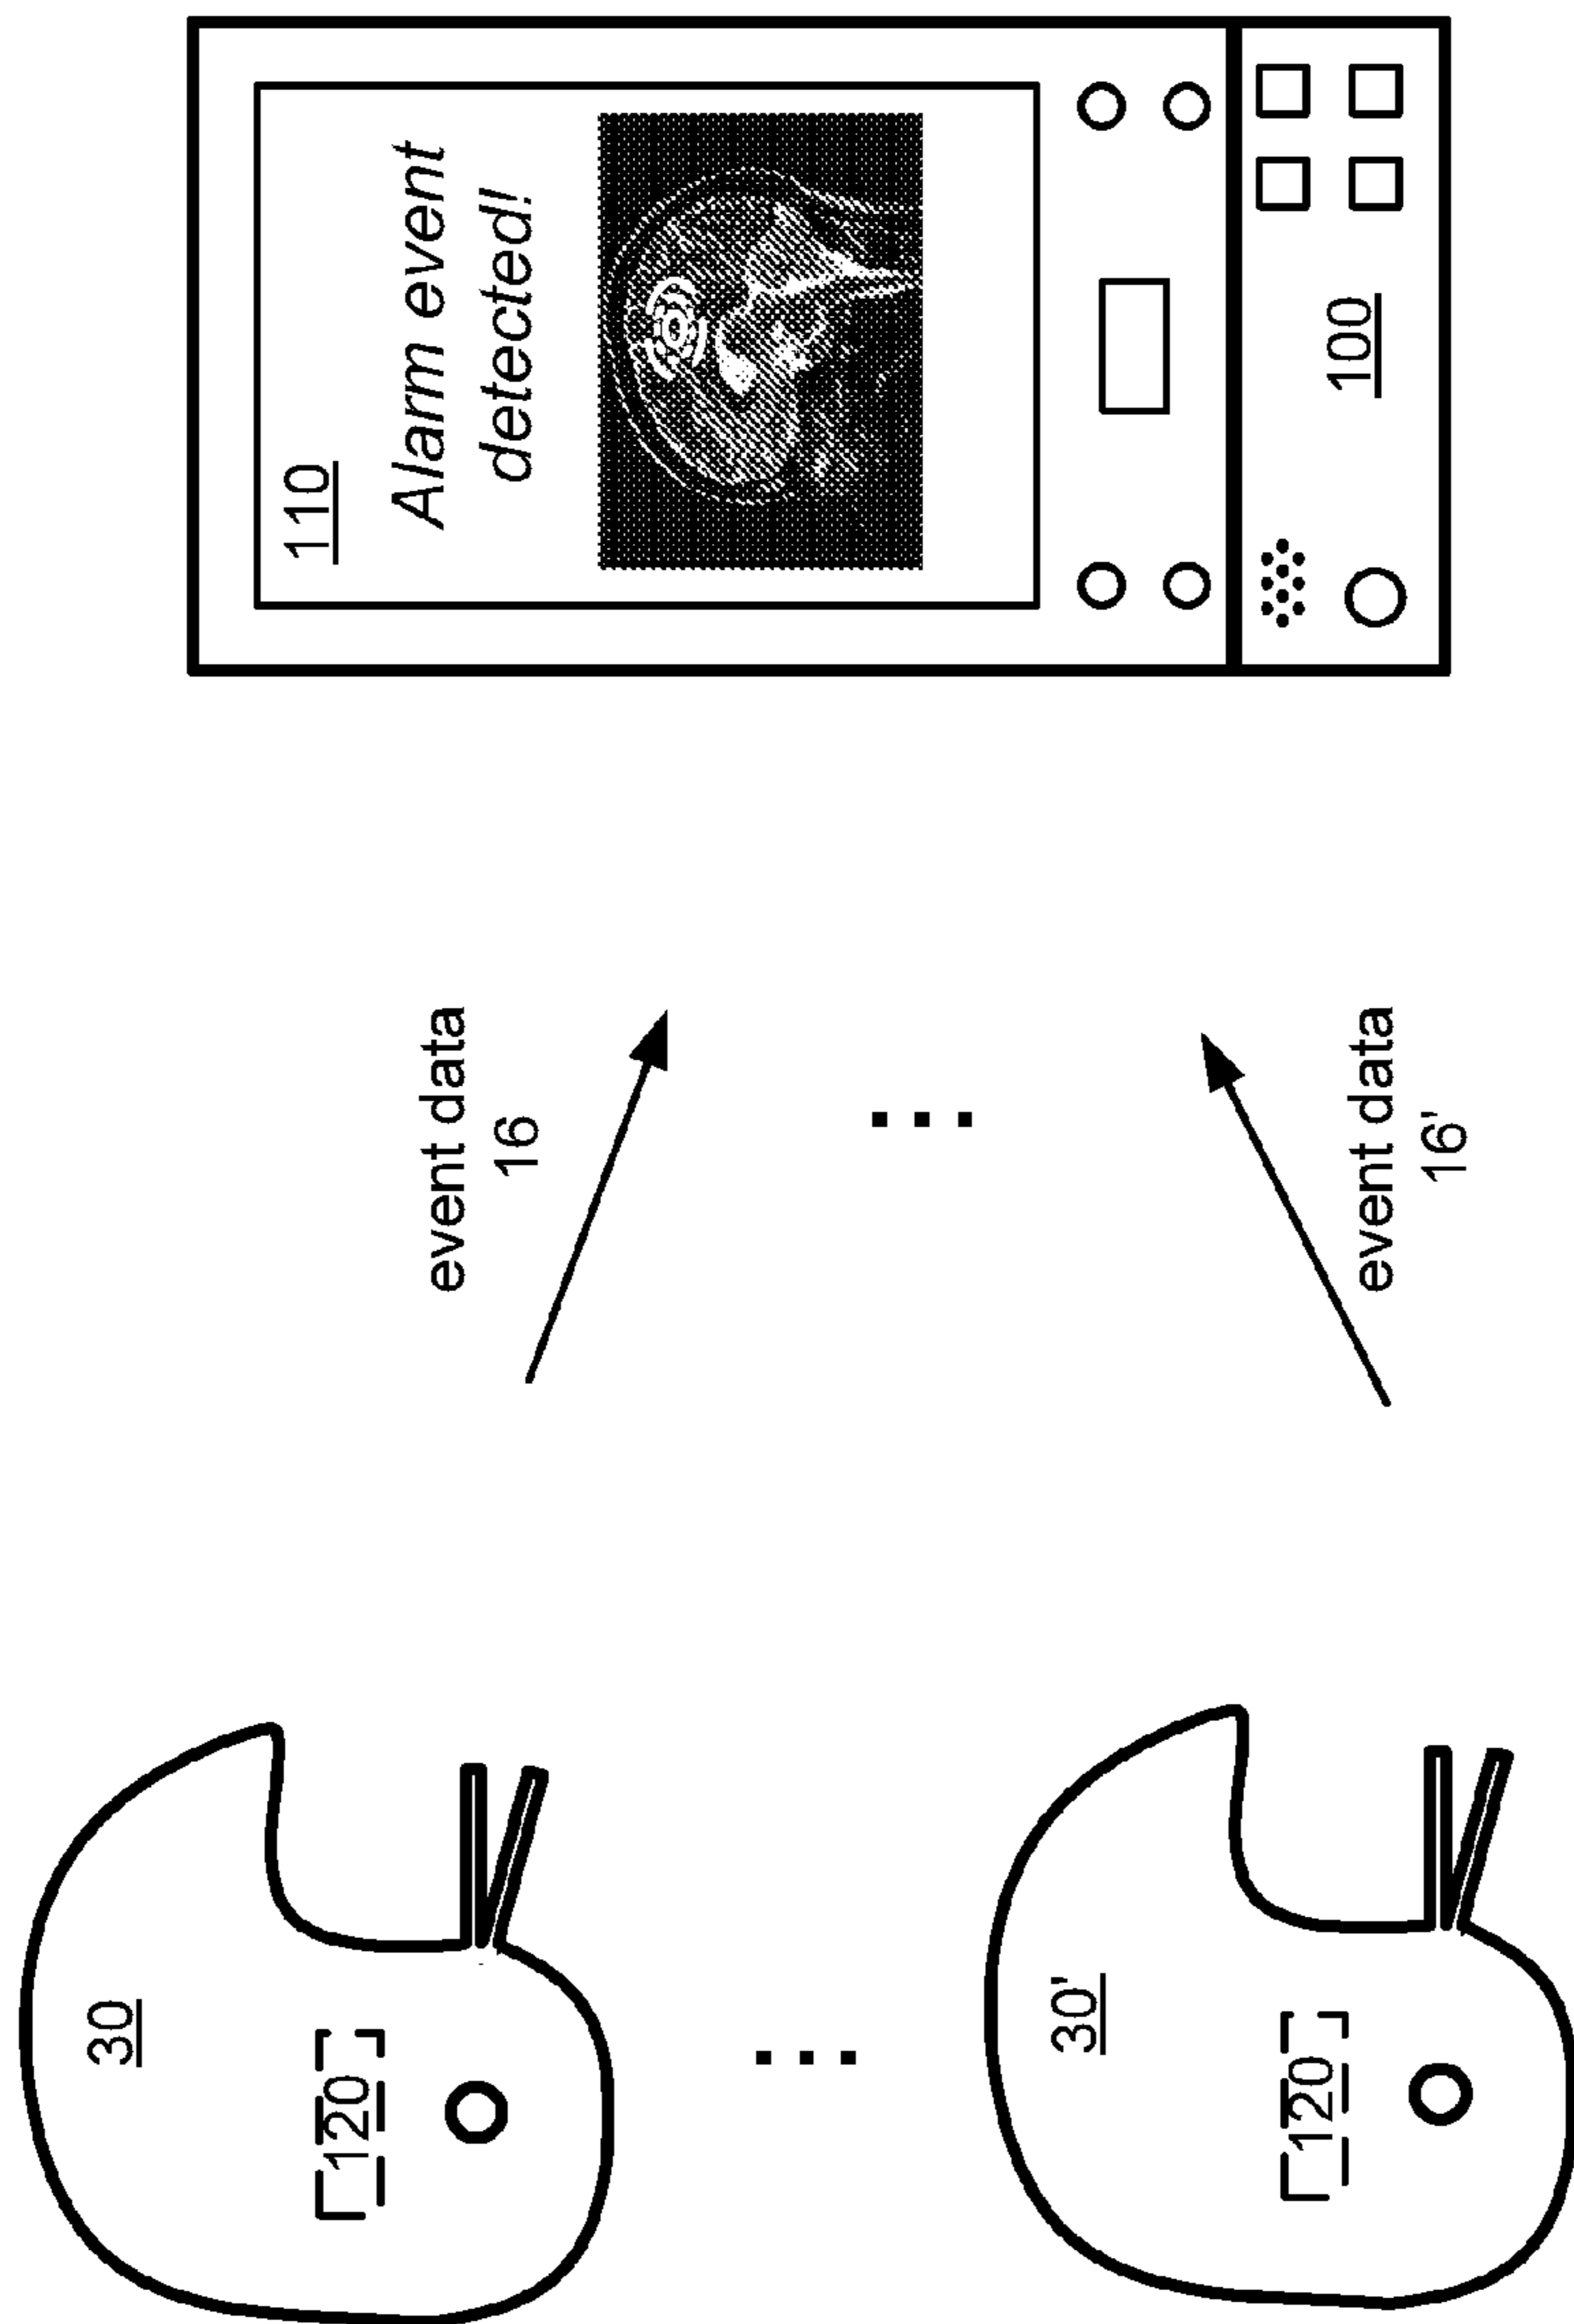 30
120
30'
120
event data
16
event data
16'
110
Alarm event
detected!
100